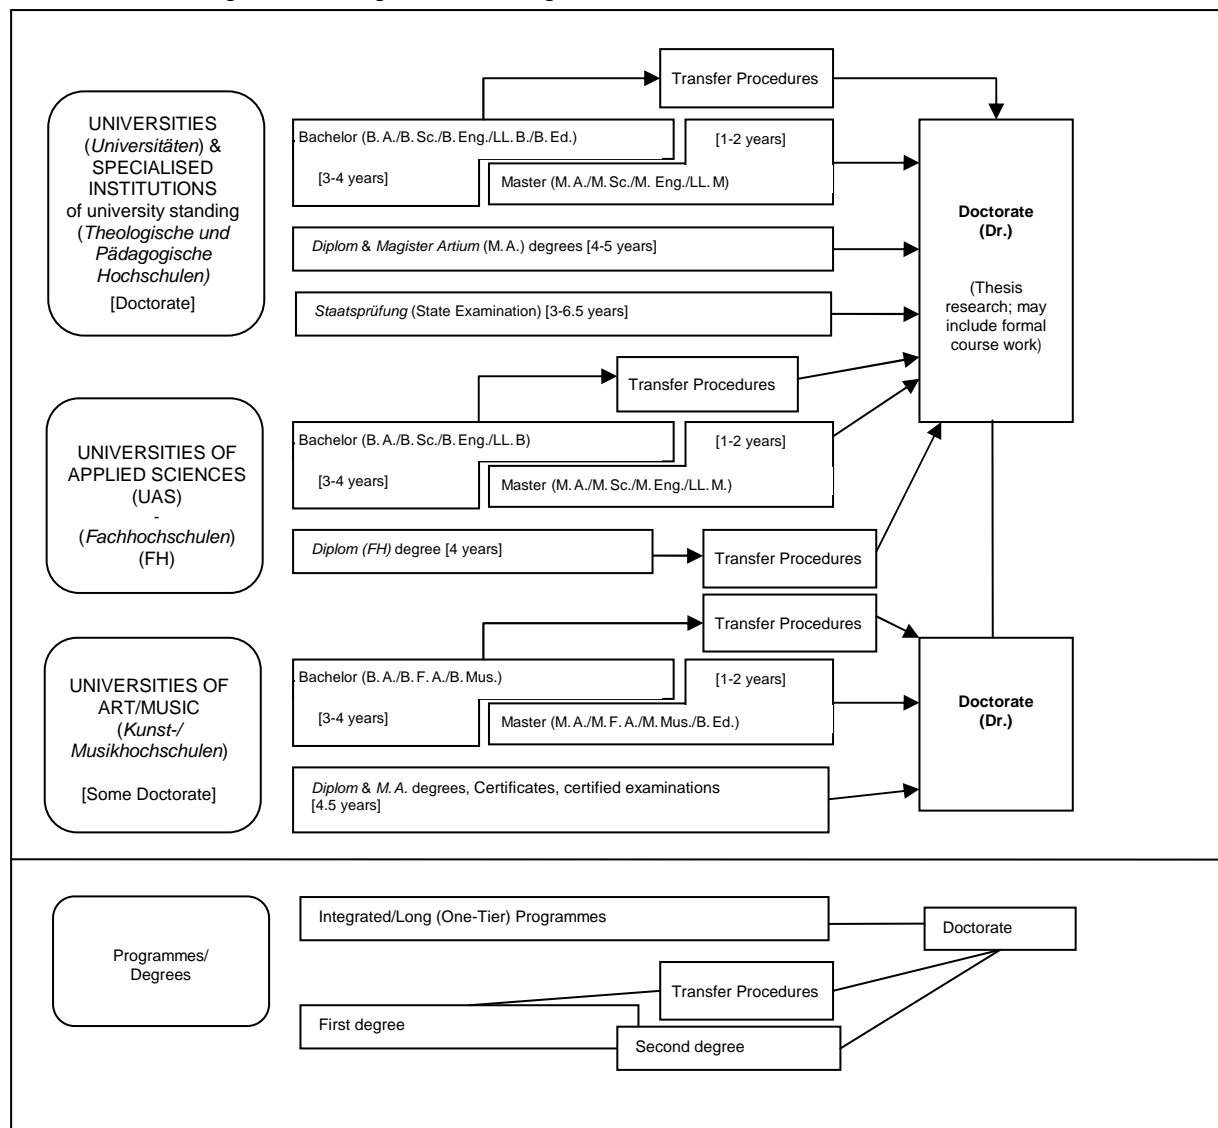 Transfer Procedures
UNIVERSITIES
(Universitäten) &
SPECIALISED
INSTITUTIONS
of university standing
(Theologische und
Pädagogische
Hochschulen)
[Doctorate]
. Bachelor (B. A./B. Sc./B. Eng./LL. B./B. Ed.)
[3-4 years]
[1-2 years]
Master (M. A./M. Sc./M. Eng./LL. M)
Diplom & Magister Artium (M. A.) degrees [4-5 years]
Staatsprüfung (State Examination) [3-6.5 years]
Doctorate
(Dr.)
(Thesis
research; may
include formal
course work)
Transfer Procedures
UNIVERSITIES OF
APPLIED SCIENCES
(UAS)
-
(Fachhochschulen)
(FH)
. Bachelor (B. A./B. Sc./B. Eng./LL. B)
[3-4 years]
[1-2 years]
Master (M. A./M. Sc./M. Eng./LL. M.)
Diplom (FH) degree [4 years]
Transfer Procedures
Transfer Procedures
UNIVERSITIES OF
ART/MUSIC
(Kunst-/
Musikhochschulen)
[Some Doctorate]
. Bachelor (B. A./B. F. A./B. Mus.)
[3-4 years]
[1-2 years]
Master (M. A./M. F. A./M. Mus./B. Ed.)
Diplom & M. A. degrees, Certificates, certified examinations
[4.5 years]
Doctorate
(Dr.)
Programmes/
Degrees
Integrated/Long (One-Tier) Programmes
Doctorate
Transfer Procedures
First degree
Second degree